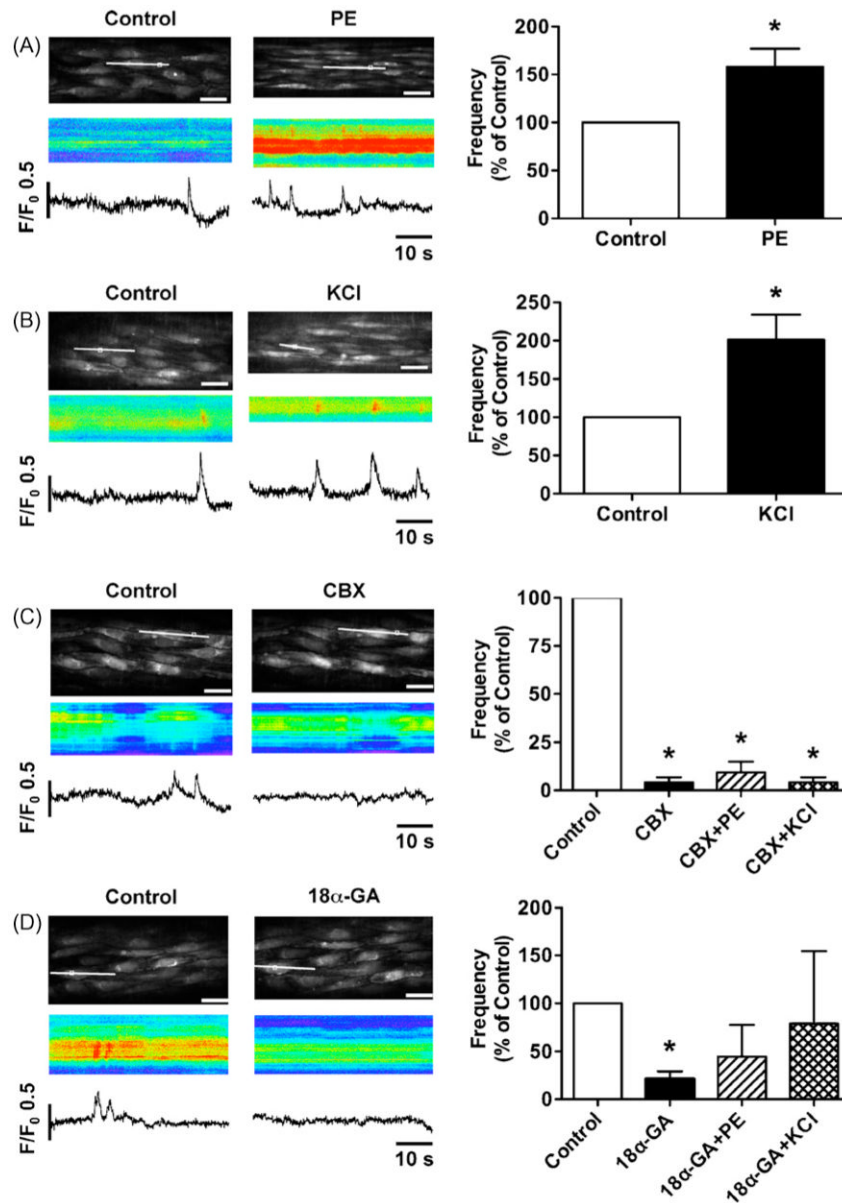 (A)
Control
PE
F/F0 0.5
10 s
Frequency
(% of Control)
200
150
100
50
0
Control
PE
*
(B)
Control
KCl
F/F0 0.5
10 s
Frequency
(% of Control)
250
200
150
100
50
0
Control
KCl
*
(C)
Control
CBX
F/F0 0.5
10 s
Frequency
(% of Control)
100
75
50
25
0
* * *
Control
CBX
CBX+PE
CBX+KCl
(D)
Control
18α-GA
F/F0 0.5
10 s
Frequency
(% of Control)
200
150
100
50
0
*
Control
18α-GA
18α-GA+PE
18α-GA+KCl